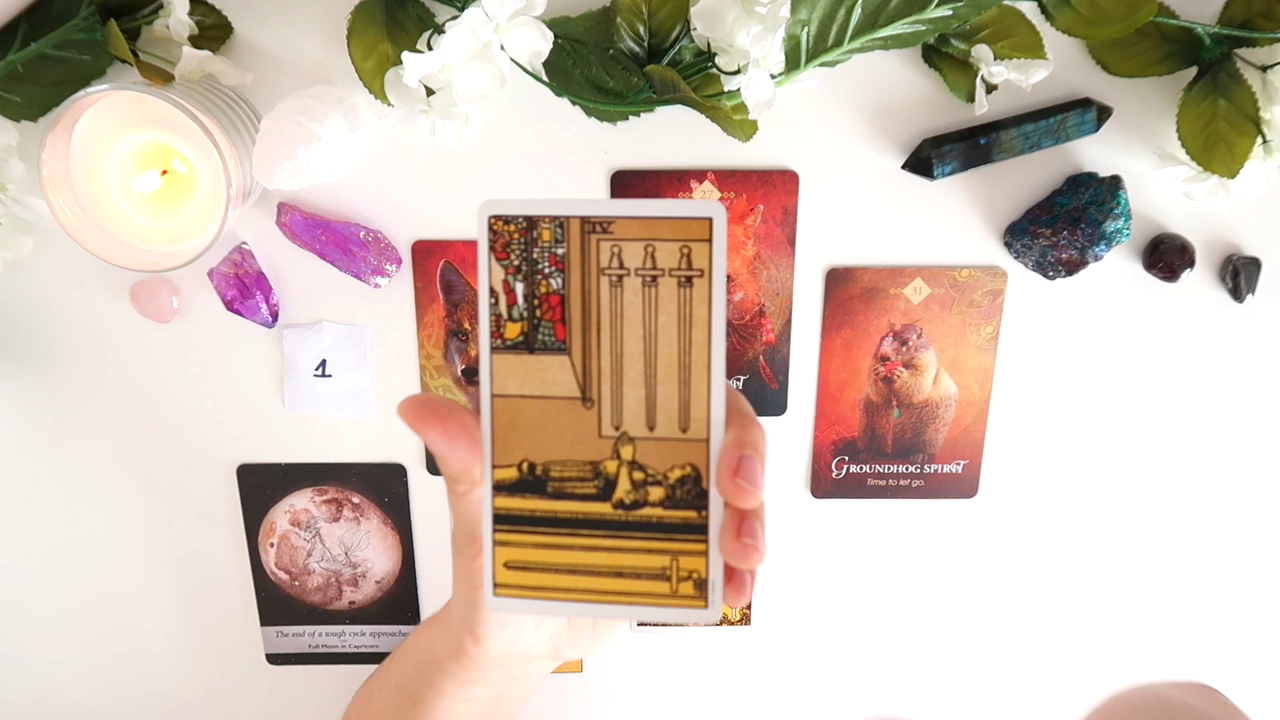 27
IV
31
1
GROUNDHOG SPIRIT
Time to let go.
The end of a tough cycle approaches
Full Moon in Capricorn